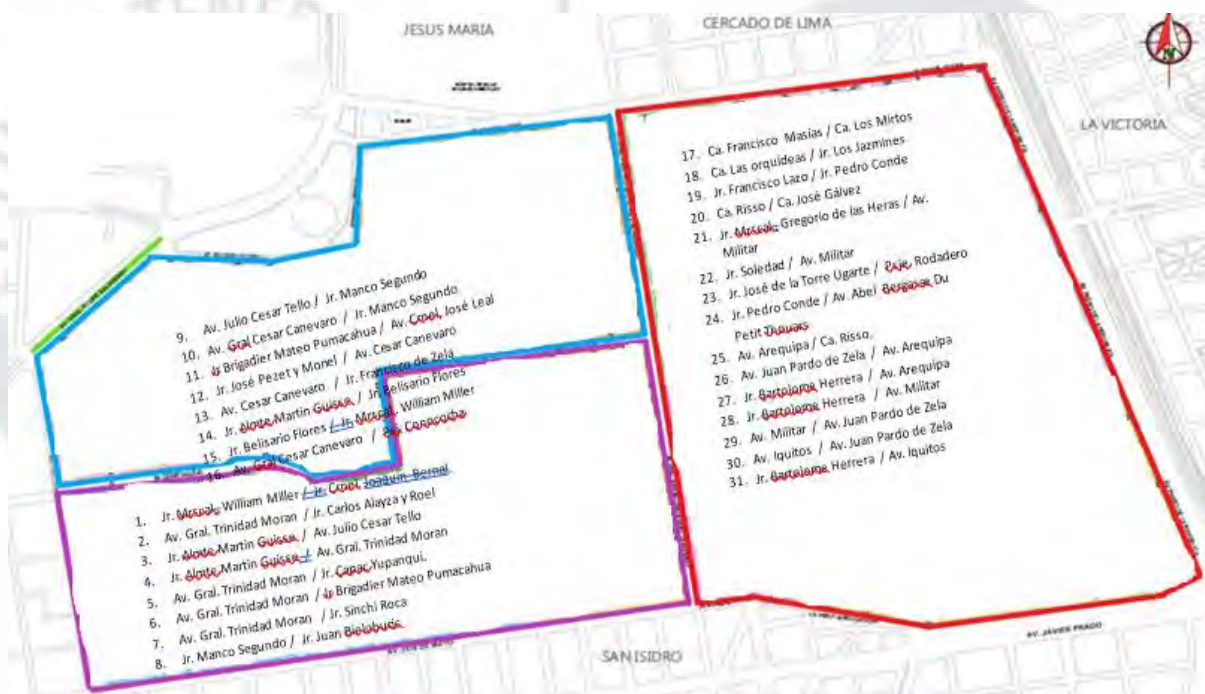 JESUS MARIA
CERCADO DE LIMA
LA VICTORIA
17. Ca. Francisco Masías / Ca. Los Mirtos
18. Ca. Las orquídeas / Jr. Los Jazmines
19. Jr. Francisco Lazo / Jr. Pedro Conde
20. Ca. Risso / Ca. José Gálvez
21. Jr. Mrscal. Gregorio de las Heras / Av.
Militar
22. Jr. Soledad / Av. Militar
23. Jr. José de la Torre Ugarte / Psje. Rodadero
24. Jr. Pedro Conde / Av. Abel Bergasse Du
Petit Thouars
25. Av. Arequipa / Ca. Risso.
26. Av. Juan Pardo de Zela / Av. Arequipa
27. Jr. Bartolome Herrera / Av. Arequipa
28. Jr. Bartolome Herrera / Av. Militar
29. Av. Militar / Av. Juan Pardo de Zela
30. Av. Iquitos / Av. Juan Pardo de Zela
31. Jr. Bartolome Herrera / Av. Iquitos
9. Av. Julio Cesar Tello / Jr. Manco Segundo
10. Av. Gral Cesar Canevaro / Jr. Manco Segundo
11. Jr Brigadier Mateo Pumacahua / Av. Crnel. José Leal
12. Jr. José Pezet y Monel / Av. Cesar Canevaro
13. Av. Cesar Canevaro / Jr. Francisco de Zela
14. Jr. Almte. Martin Guisse / Jr. Belisario Flores
15. Jr. Belisario Flores / Jr. Mrscal. William Miller
16. Av. Gral Cesar Canevaro / Conococha
1. Jr. Mrscal. William Miller / Jr. Crnel. Joaquin Bernal
2. Av. Gral. Trinidad Moran / Jr. Carlos Alayza y Roel
3. Jr. Almte. Martin Guisse / Av. Julio Cesar Tello
4. Jr. Almte. Martin Guisse / Av. Gral. Trinidad Moran
5. Av. Gral. Trinidad Moran / Jr. Capac Yupanqui.
6. Av. Gral. Trinidad Moran / Jr Brigadier Mateo Pumacahua
7. Av. Gral. Trinidad Moran / Jr. Sinchi Roca
8. Jr. Manco Segundo / Jr. Juan
AV. JAVIER PRADO
SAN ISIDRO